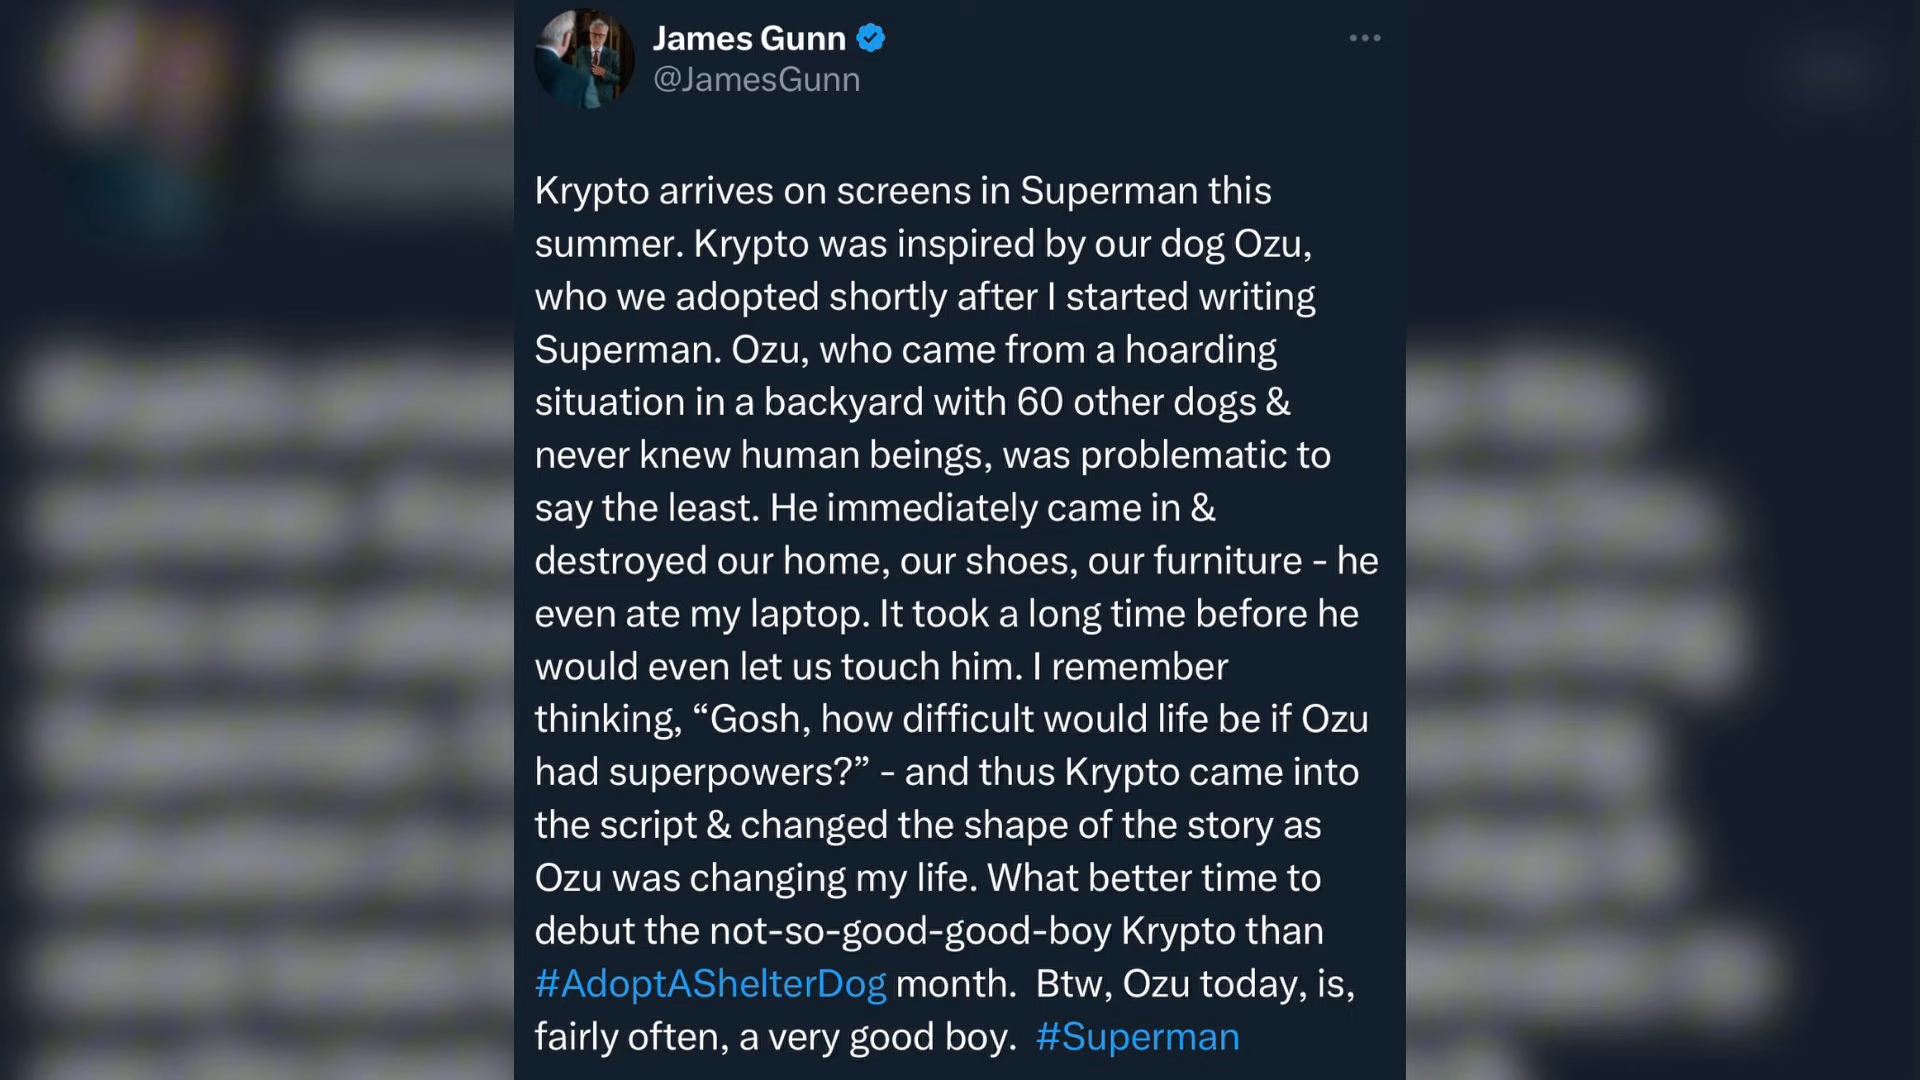 James Gunn
@JamesGunn
Krypto arrives on screens in Superman this
summer. Krypto was inspired by our dog Ozu,
who we adopted shortly after I started writing
Superman. Ozu, who came from a hoarding
situation in a backyard with 60 other dogs &
never knew human beings, was problematic to
say the least. He immediately came in &
destroyed our home, our shoes, our furniture - he
even ate my laptop. It took a long time before he
would even let us touch him. I remember
thinking, “Gosh, how difficult would life be if Ozu
had superpowers?” - and thus Krypto came into
the script & changed the shape of the story as
Ozu was changing my life. What better time to
debut the not-so-good-good-boy Krypto than
#AdoptAShelterDog month.  Btw, Ozu today, is,
fairly often, a very good boy.  #Superman